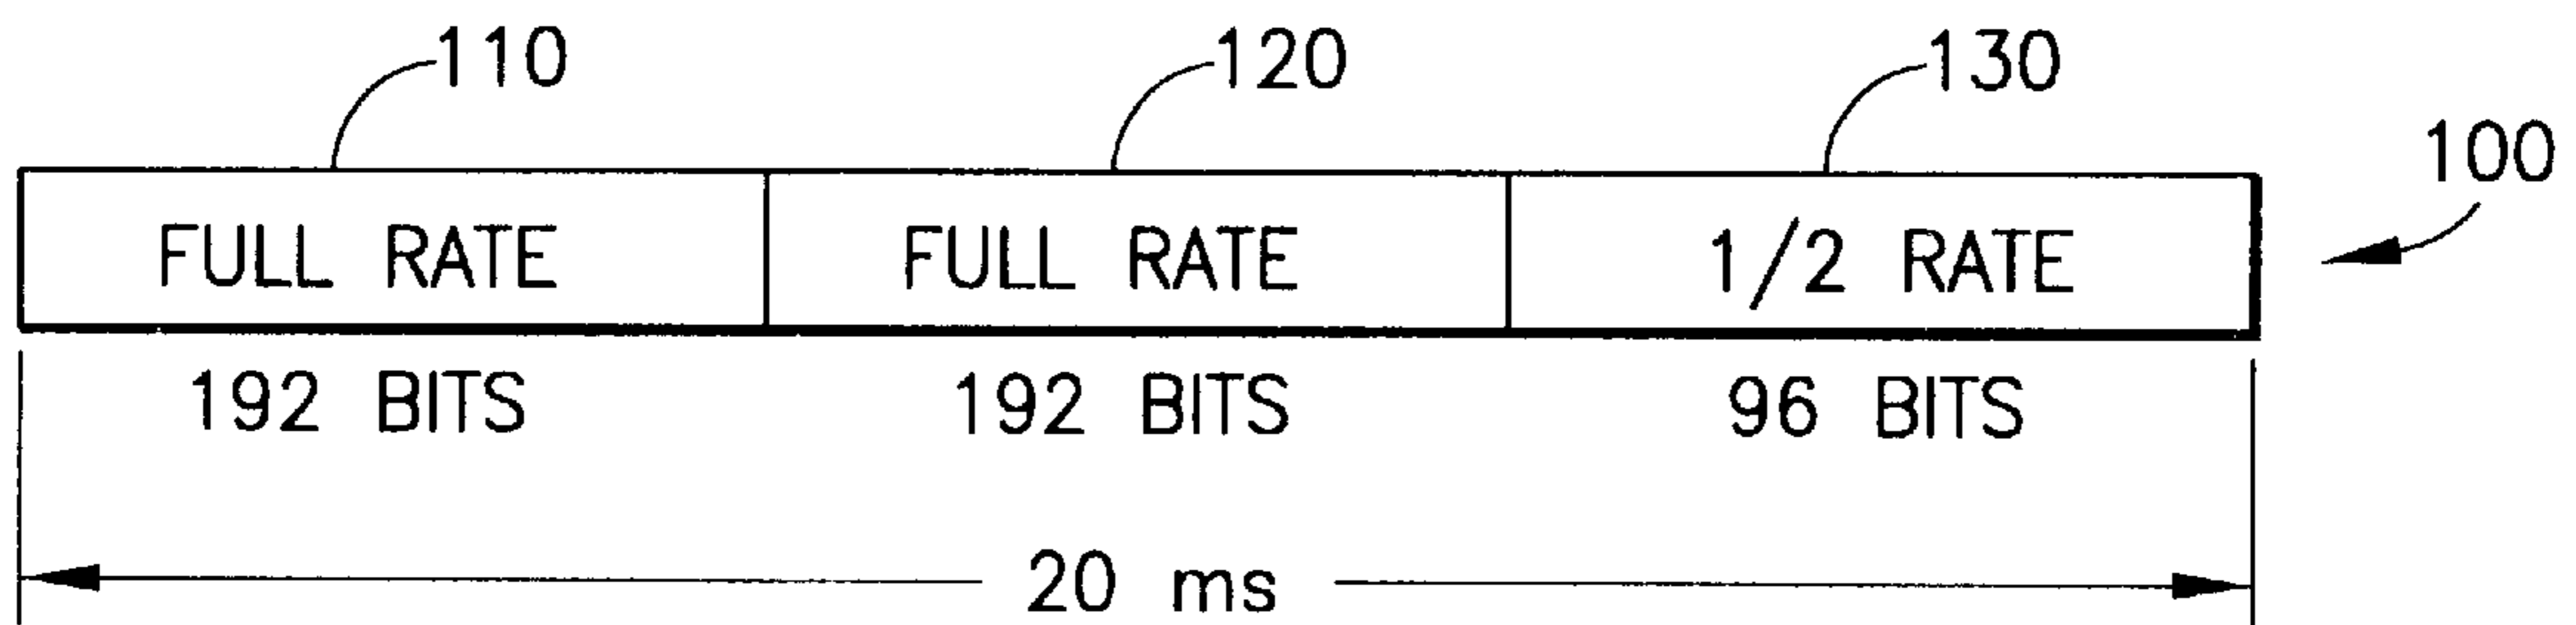 110
120
130
100
FULL RATE
FULL RATE
1/2 RATE
192 BITS
192 BITS
96 BITS
20 ms